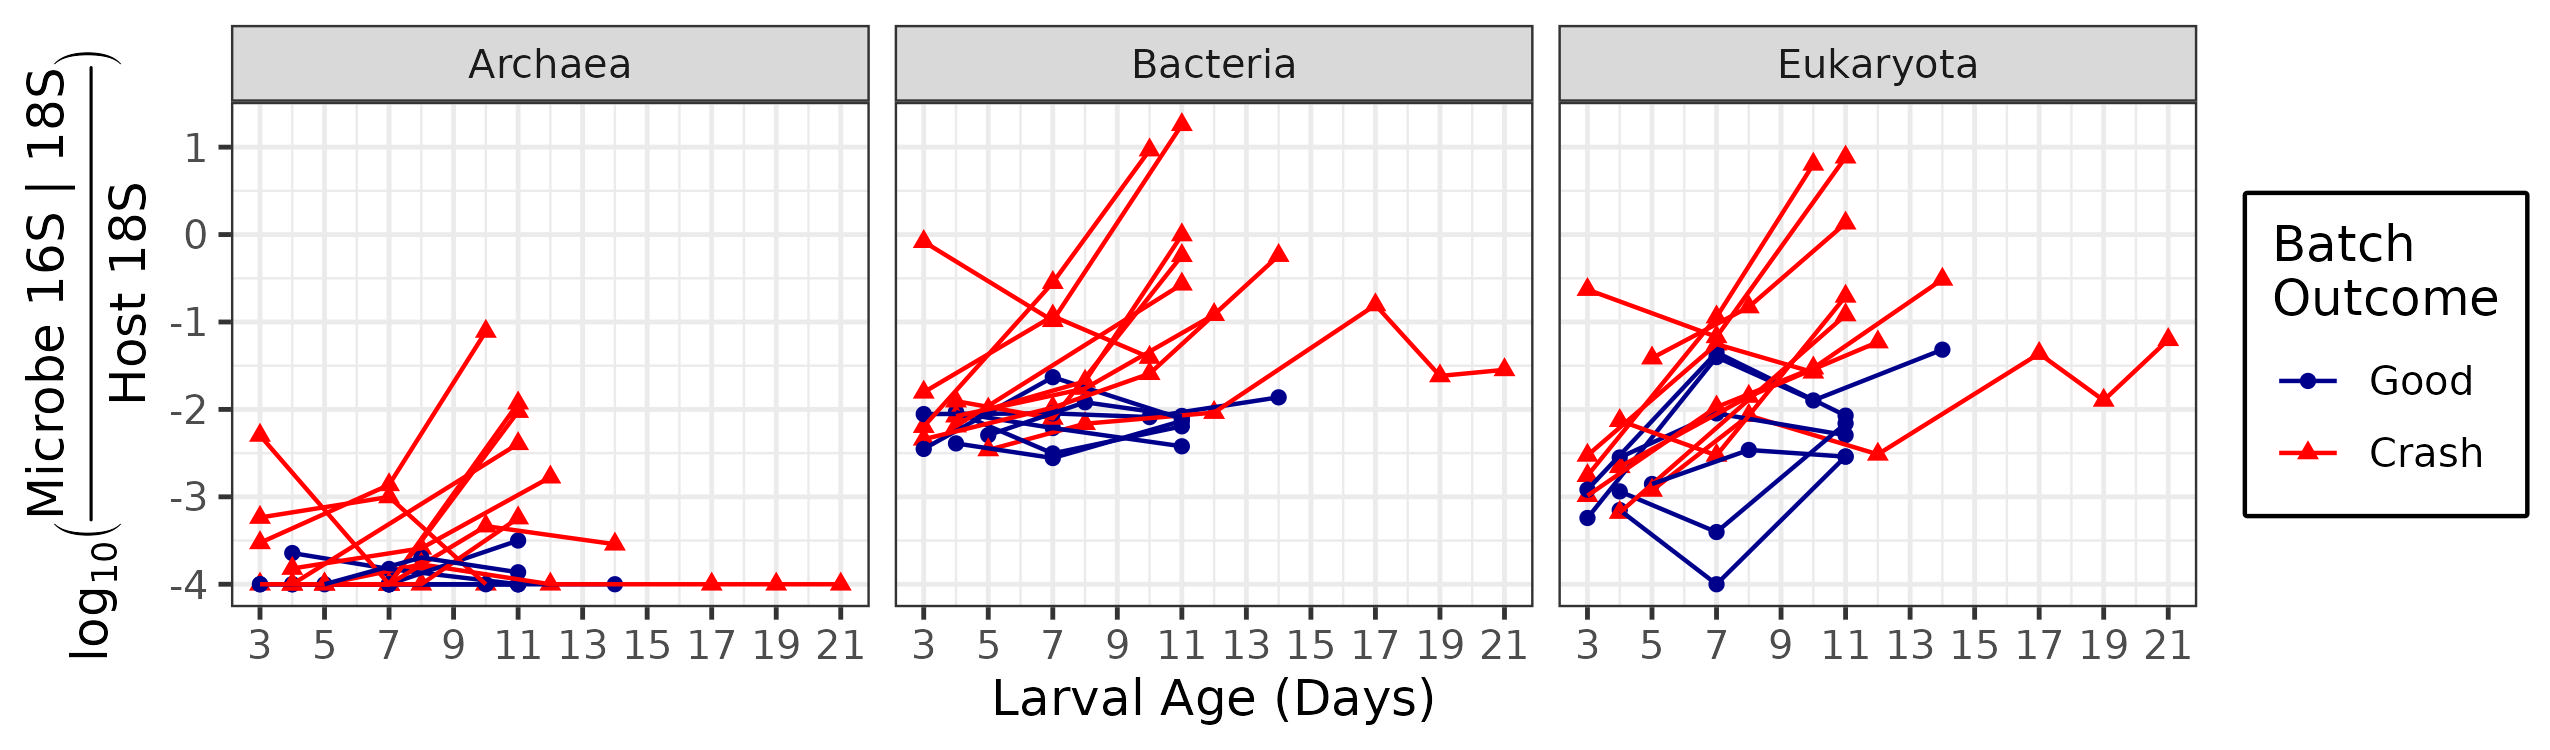 Archaea
Bacteria
Eukaryota
log10(Microbe 16S | 18S
Host 18S)
1
0
-1
-2
-3
-4
3 5 7 9 11 13 15 17 19 21
3 5 7 9 11 13 15 17 19 21
3 5 7 9 11 13 15 17 19 21
Larval Age (Days)
Batch
Outcome
Good
Crash